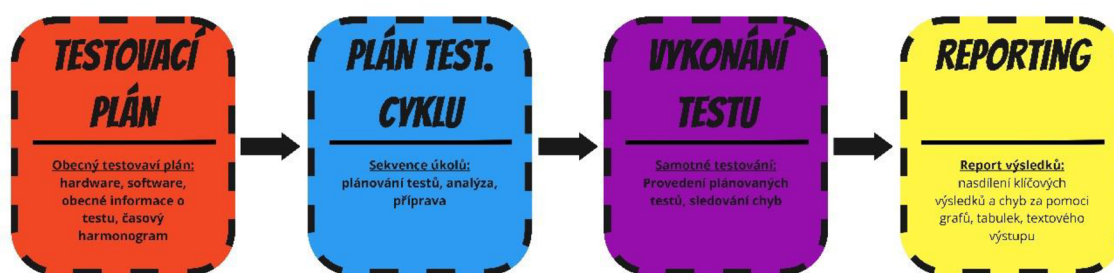 TESTOVACÍ
PLÁN
Obecný testovaví plán:
hardware, software,
obecné informace o
testu, časový
harmonogram
PLÁN TEST.
CYKLU
Sekvence úkolů:
plánování testů, analýza,
příprava
VYKONÁNÍ
TESTU
Samotné testování:
Provedení plánovaných
testů, sledování chyb
REPORTING
Report výsledků:
nasdílení klíčových
výsledků a chyb za pomoci
grafů, tabulek, textového
výstupu